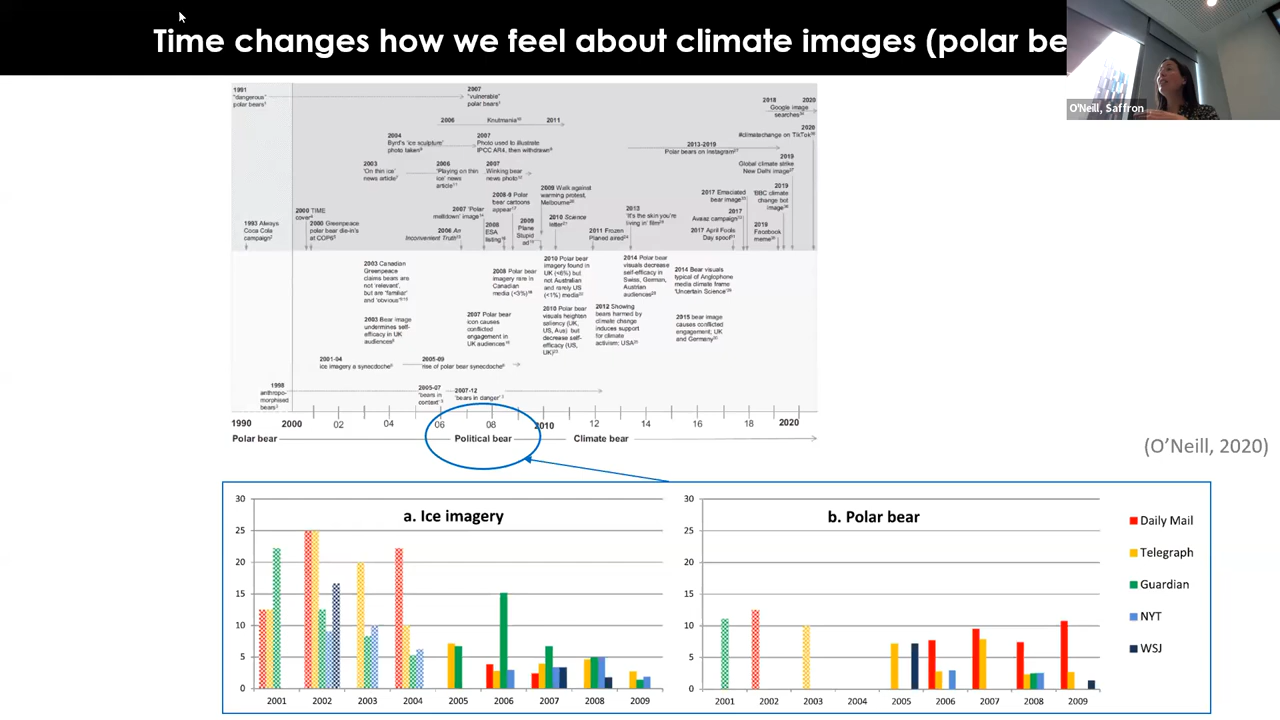 Time changes how we feel about climate images (polar be
O'Neill, Saffron
1991
"dangerous"
polar bears
2007
"vulnerable"
polar bears
2018 2020
Google image
searches
2006 Knutmania 2011
2020
#climatechange on TikTok
2004
Byrd's 'ice sculpture'
photo taken
2007
Photo used to illustrate
IPCC AR4, then withdrawn
2013-2019
Polar bears on Instagram
2019
Global climate strike
New Delhi image
2003
'On thin ice'
news article
2006
'Playing on thin
ice' news
article
2007
Winking bear
news photo
2008-9 Polar
bear cartoons
appear
2009 Walk against
warming protest,
Melbourne
2017 Emaciated
bear image
2019
'BBC climate
change bot
image
2000 TIME
cover
2007 'Polar
meltdown' image
2010 Science
letter
2013
'It's the skin you're
living in' film
2017
Avaaz campaign
1993 Always
Coca Cola
campaign
2000 Greenpeace
polar bear die-in's
at COP6
2006 An
Inconvenient Truth
2008
ESA
listing
2009
Plane
Stupid
ad
2011 Frozen
Planet aired
2017 April Fools
Day spoof
2019
Facebook
meme
2003 Canadian
Greenpeace
claims bears are
not 'relevant',
but are 'familiar'
and 'obvious'
2008 Polar bear
imagery rare in
Canadian
media (<3%)
2010 Polar bear
imagery found in
UK (<6%) but
not Australian
and rarely US
(<1%) media
2014 Polar bear
visuals decrease
self-efficacy in
Swiss, German,
Austrian
audiences
2014 Bear visuals
typical of Anglophone
media climate frame
'Uncertain Science'
2003 Bear image
undermines self-
efficacy in UK
audiences
2007 Polar bear
icon causes
conflicted
engagement in
UK audiences
2010 Polar bear
visuals heighten
saliency (UK,
US, Aus) but
decrease self-
efficacy (US,
UK)
2012 Showing
bears harmed by
climate change
induces support
for climate
activism; USA
2015 bear image
causes conflicted
engagement; UK
and Germany
2001-04
ice imagery a synecdoche
2005-09
rise of polar bear synecdoche
1998
anthropo-
morphised
bears
2005-07
'bears in
context'
2007-12
'bears in danger'
1990 2000 02 04 06 08 2010 12 14 16 18 2020
Polar bear Political bear Climate bear
(O'Neill, 2020)
a. Ice imagery
30
25
20
15
10
5
0
2001 2002 2003 2004 2005 2006 2007 2008 2009
b. Polar bear
30
25
20
15
10
5
0
2001 2002 2003 2004 2005 2006 2007 2008 2009
Daily Mail
Telegraph
Guardian
NYT
WSJ